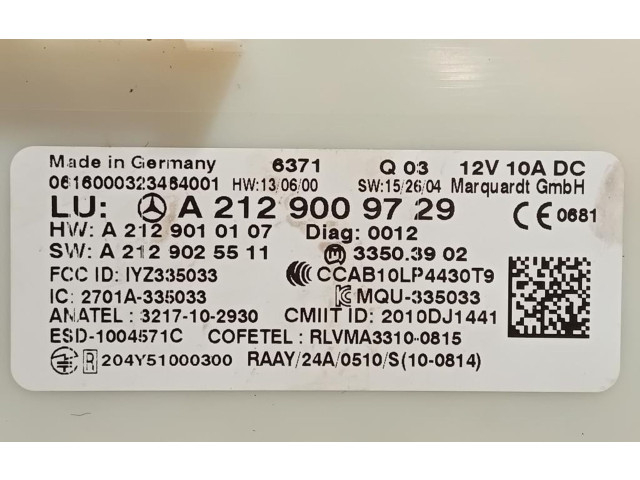 Made in Germany 6371 Q 03 12V 10A DC
0616000323464001 HW:13/06/00 SW:15/26/04 Marquardt GmbH
LU: A 212 900 97 29 CE 0681
HW: A 212 901 01 07 Diag: 0012
SW: A 212 902 55 11 3350.39 02
FCC ID: IYZ335033 CCAB10LP4430T9
IC: 2701A-335033 MQU-335033
ANATEL: 3217-10-2930 CMIIT ID: 2010DJ1441
ESD-1004571C COFETEL: RLVMA3310-0815
R 204Y51000300 RAAY/24A/0510/S(10-0814)